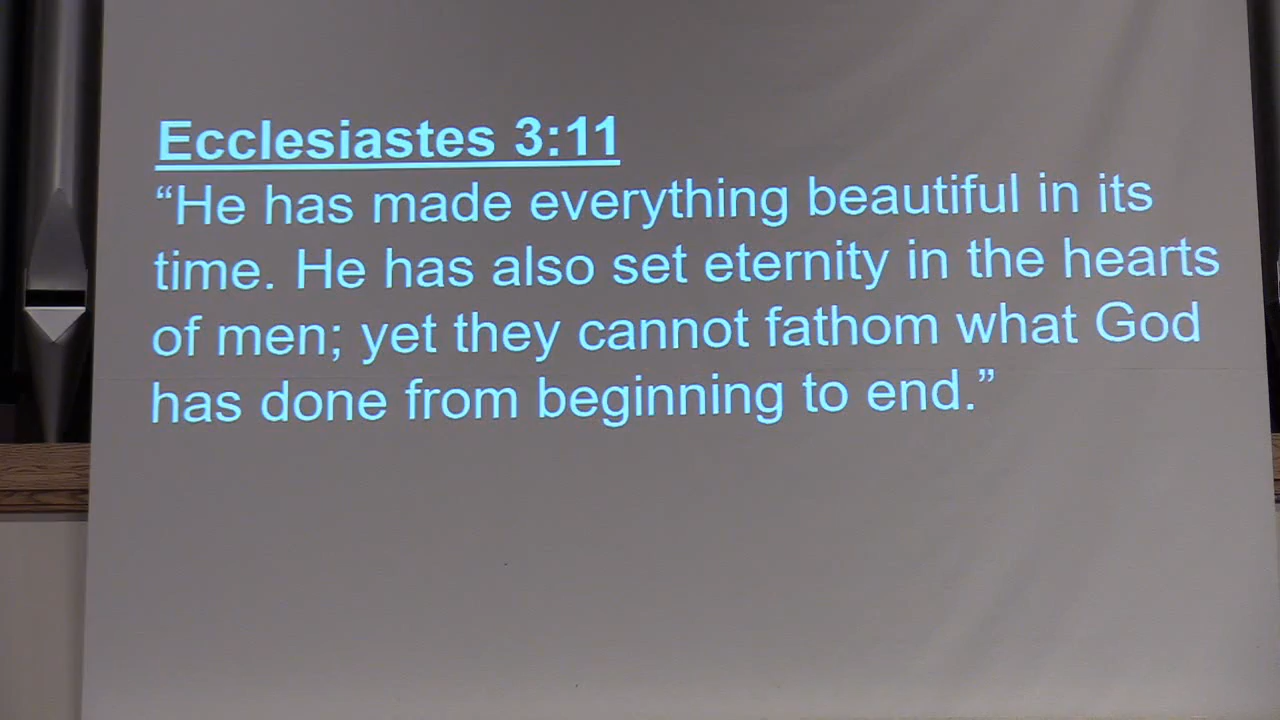 Ecclesiastes 3:11
“He has made everything beautiful in its
time. He has also set eternity in the hearts
of men; yet they cannot fathom what God
has done from beginning to end.”